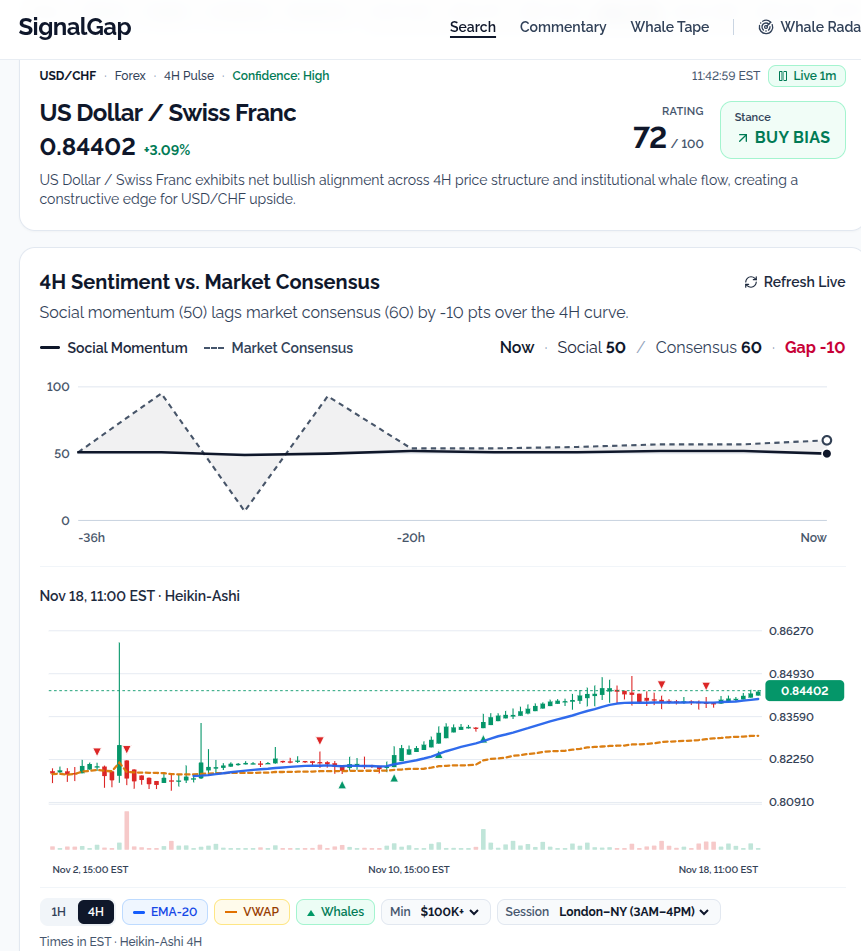 SignalGap
Search Commentary Whale Tape Whale Rada
USD/CHF · Forex · 4H Pulse · Confidence: High
11:42:59 EST Live 1m
US Dollar / Swiss Franc
0.84402 +3.09%
RATING
72 / 100
Stance
BUY BIAS
US Dollar / Swiss Franc exhibits net bullish alignment across 4H price structure and institutional whale flow, creating a
constructive edge for USD/CHF upside.
4H Sentiment vs. Market Consensus
Refresh Live
Social momentum (50) lags market consensus (60) by -10 pts over the 4H curve.
Social Momentum Market Consensus
Now · Social 50 / Consensus 60 · Gap -10
100
50
0
-36h -20h Now
Nov 18, 11:00 EST · Heikin-Ashi
0.86270
0.84930
0.84402
0.83590
0.82250
0.80910
Nov 2, 15:00 EST Nov 10, 15:00 EST Nov 18, 11:00 EST
1H 4H EMA-20 VWAP Whales Min $100K+ Session London–NY (3AM–4PM)
Times in EST · Heikin-Ashi 4H